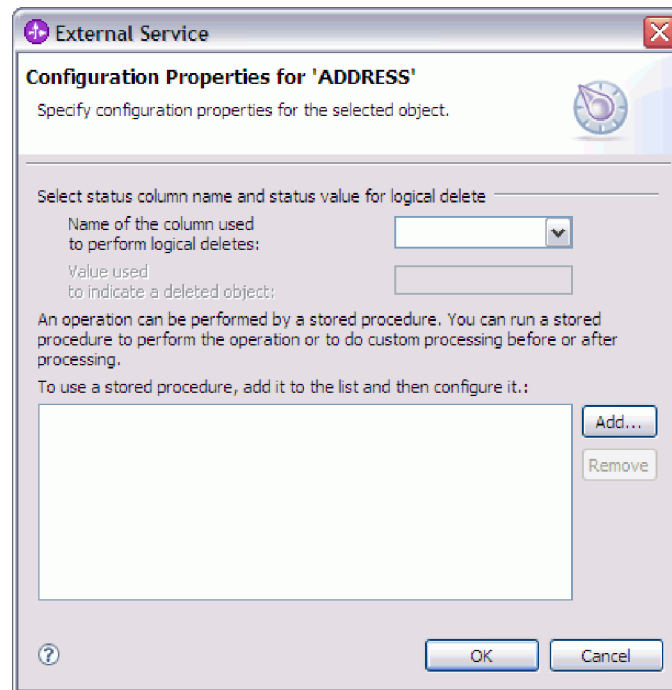 External Service
Configuration Properties for 'ADDRESS'
Specify configuration properties for the selected object.
Select status column name and status value for logical delete
Name of the column used
to perform logical deletes:
Value used
to indicate a deleted object:
An operation can be performed by a stored procedure. You can run a stored
procedure to perform the operation or to do custom processing before or after
processing.
To use a stored procedure, add it to the list and then configure it.:
Add...
Remove
OK
Cancel